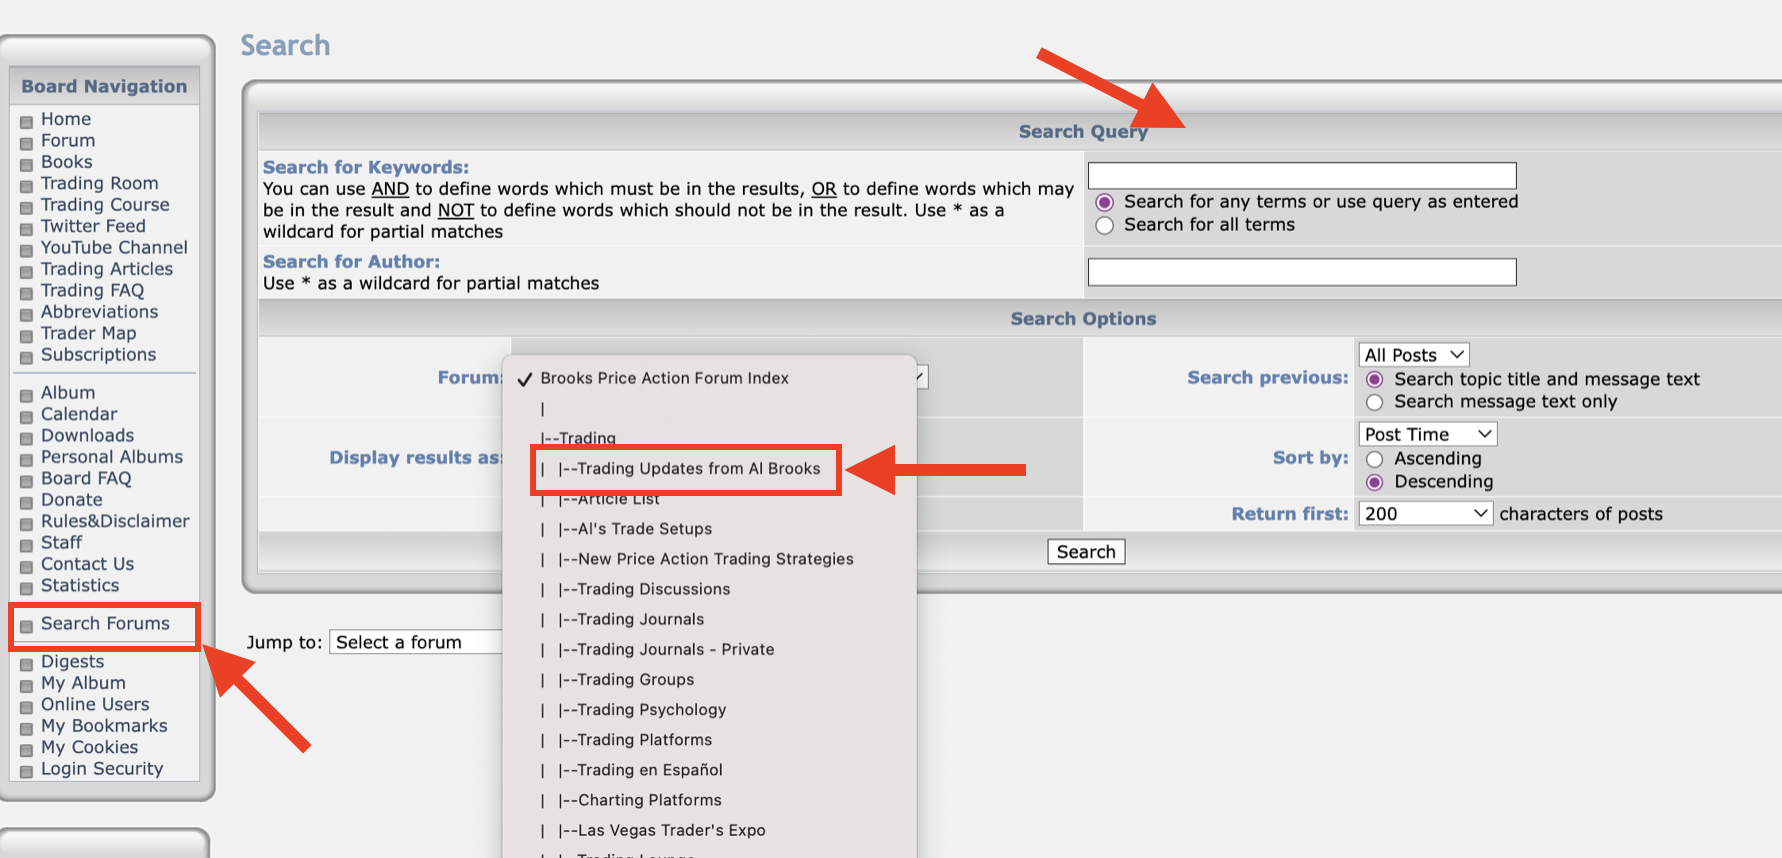 Search
Board Navigation
Home
Forum
Books
Trading Room
Trading Course
Twitter Feed
YouTube Channel
Trading Articles
Trading FAQ
Abbreviations
Trader Map
Subscriptions
Album
Calendar
Downloads
Personal Albums
Board FAQ
Donate
Rules&Disclaimer
Staff
Contact Us
Statistics
Search Forums
Digests
My Album
Online Users
My Bookmarks
My Cookies
Login Security
Search Query
Search for Keywords:
You can use AND to define words which must be in the results, OR to define words which may
be in the result and NOT to define words which should not be in the result. Use * as a
wildcard for partial matches
Search for any terms or use query as entered
Search for all terms
Search for Author:
Use * as a wildcard for partial matches
Search Options
Forum:
Brooks Price Action Forum Index
|
|--Trading
| |--Trading Updates from Al Brooks
| |--Article List
| |--Al's Trade Setups
| |--New Price Action Trading Strategies
| |--Trading Discussions
| |--Trading Journals
| |--Trading Journals - Private
| |--Trading Groups
| |--Trading Psychology
| |--Trading Platforms
| |--Trading en Español
| |--Charting Platforms
| |--Las Vegas Trader's Expo
Display results as:
Search previous:
All Posts
Search topic title and message text
Search message text only
Sort by:
Post Time
Ascending
Descending
Return first:
200 characters of posts
Search
Jump to: Select a forum